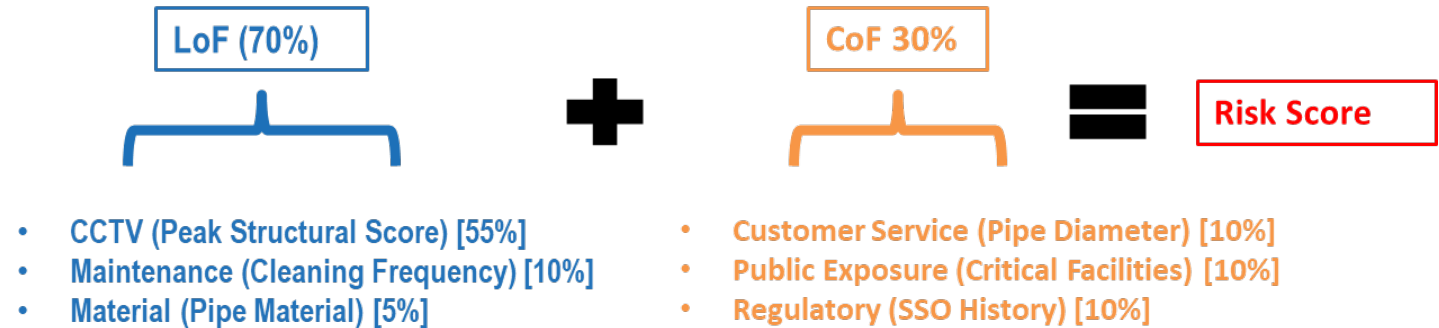 LoF (70%)
CoF 30%
Risk Score
• CCTV (Peak Structural Score) [55%]
• Maintenance (Cleaning Frequency) [10%]
• Material (Pipe Material) [5%]
• Customer Service (Pipe Diameter) [10%]
• Public Exposure (Critical Facilities) [10%]
• Regulatory (SSO History) [10%]